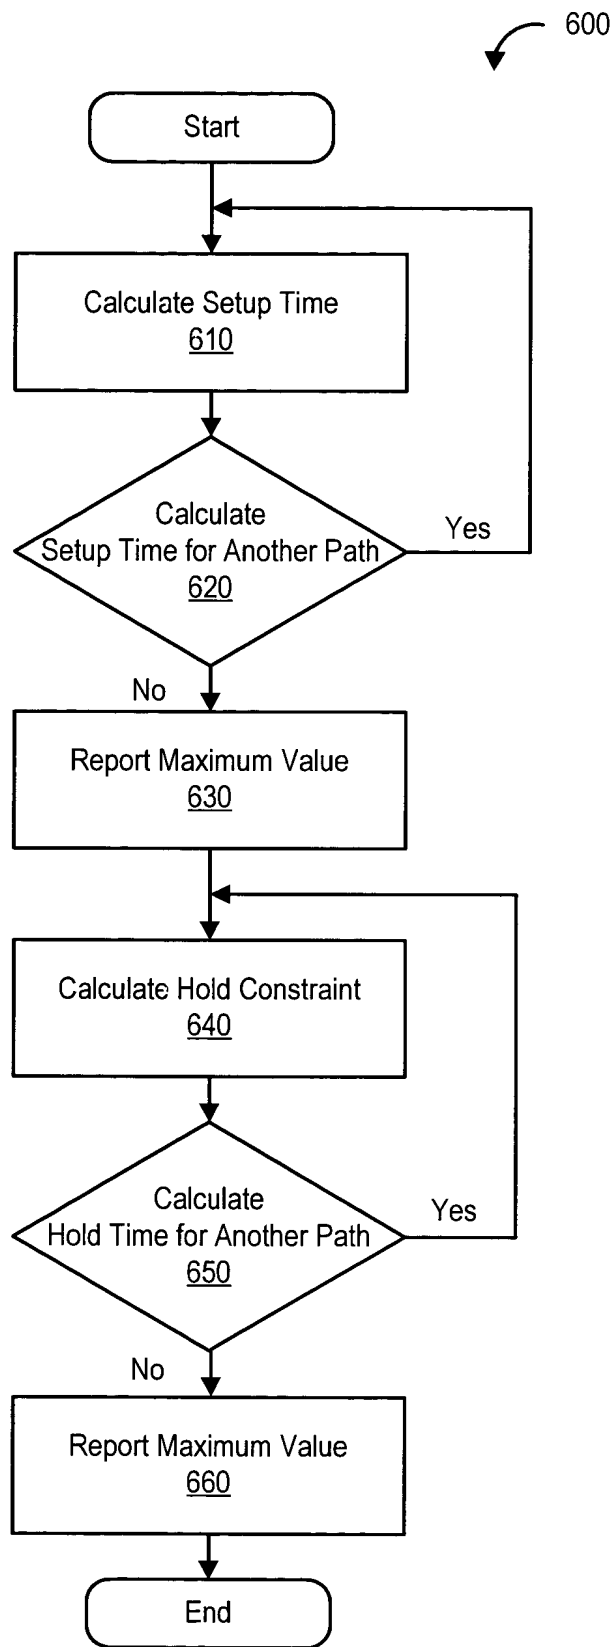 600
Start
Calculate Setup Time
610
Calculate
Setup Time for Another Path
620
Yes
No
Report Maximum Value
630
Calculate Hold Constraint
640
Calculate
Hold Time for Another Path
650
Yes
No
Report Maximum Value
660
End